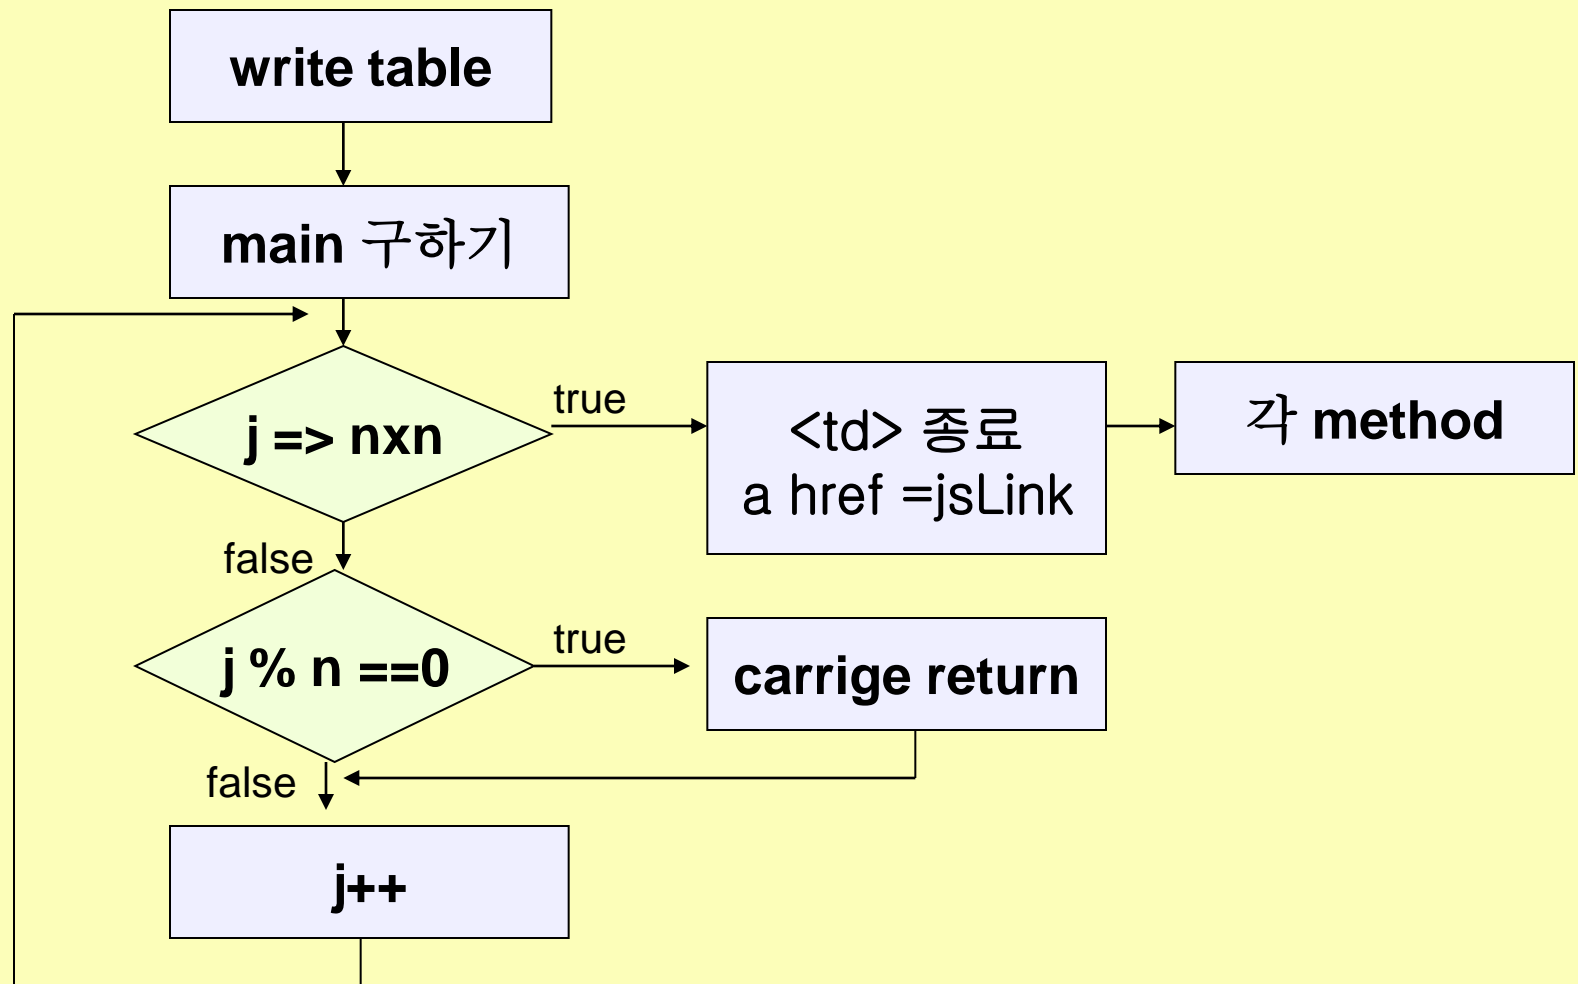 write table
main 구하기
j => nxn
true
<td> 종료
a href =jsLink
각 method
false
j % n ==0
true
carrige return
false
j++